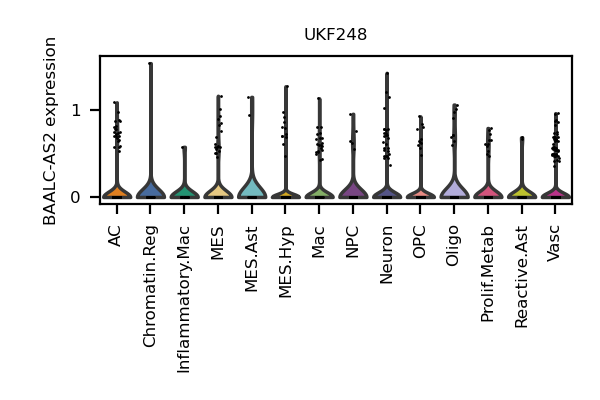 UKF248
BAALC-AS2 expression
1
0
AC
Chromatin.Reg
Inflammatory.Mac
MES
MES.Ast
MES.Hyp
Mac
NPC
Neuron
OPC
Oligo
Prolif.Metab
Reactive.Ast
Vasc